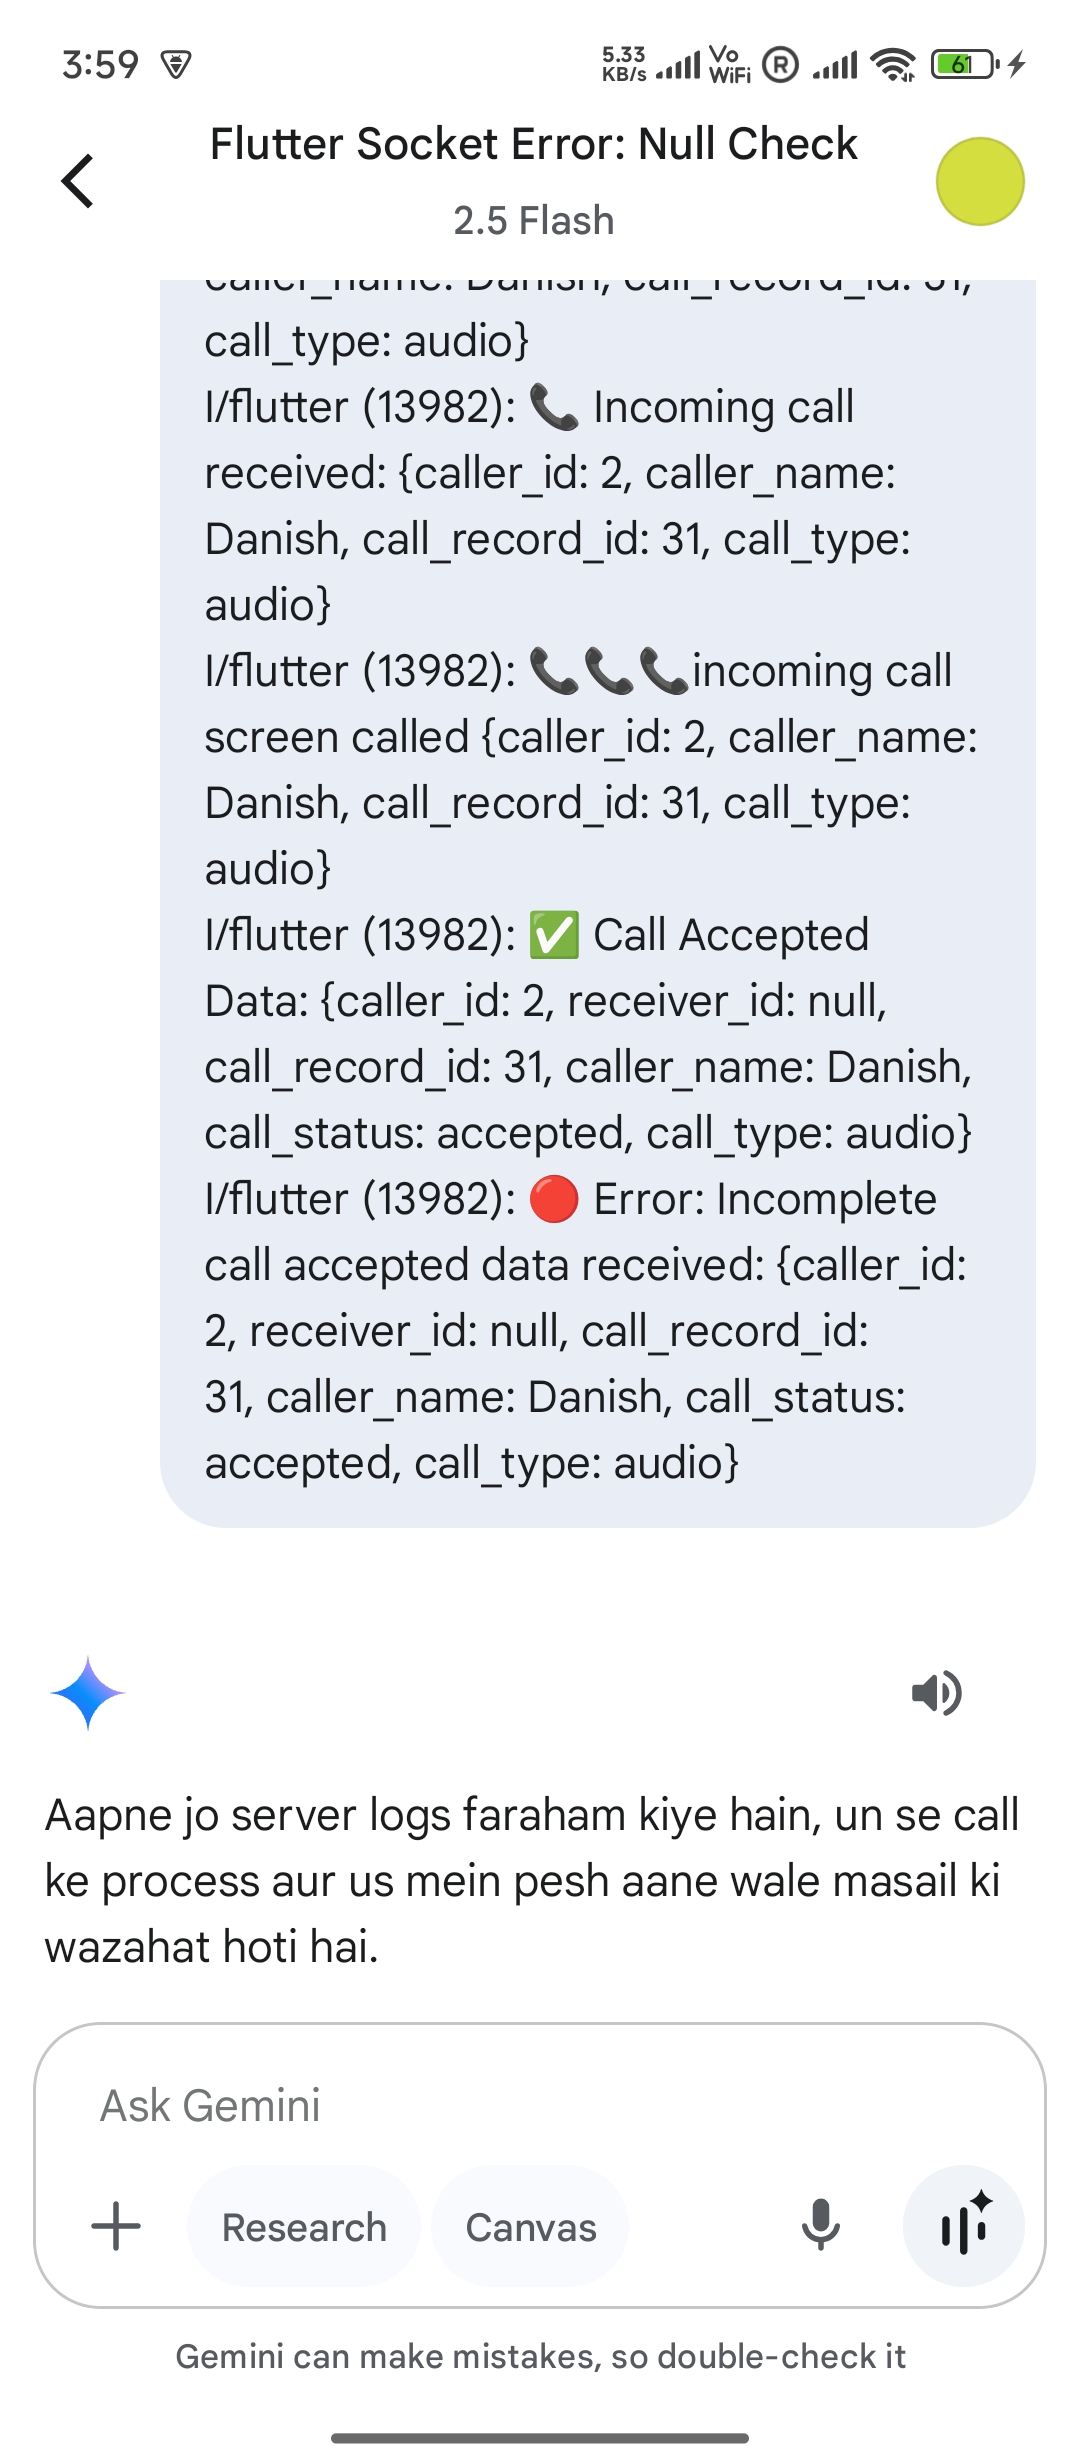 3:59
5.33
KB/s
Vo
WiFi
R
61
Flutter Socket Error: Null Check
2.5 Flash
caller_name: Danish, call_record_id: 31,
call_type: audio}
I/flutter (13982): 📞 Incoming call
received: {caller_id: 2, caller_name:
Danish, call_record_id: 31, call_type:
audio}
I/flutter (13982): 📞📞📞incoming call
screen called {caller_id: 2, caller_name:
Danish, call_record_id: 31, call_type:
audio}
I/flutter (13982): ✅ Call Accepted
Data: {caller_id: 2, receiver_id: null,
call_record_id: 31, caller_name: Danish,
call_status: accepted, call_type: audio}
I/flutter (13982): 🔴 Error: Incomplete
call accepted data received: {caller_id:
2, receiver_id: null, call_record_id:
31, caller_name: Danish, call_status:
accepted, call_type: audio}
Aapne jo server logs faraham kiye hain, un se call
ke process aur us mein pesh aane wale masail ki
wazahat hoti hai.
Ask Gemini
Research
Canvas
Gemini can make mistakes, so double-check it